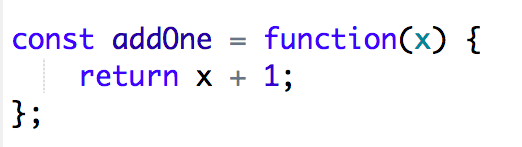 const addOne = function(x) {
    return x + 1;
};